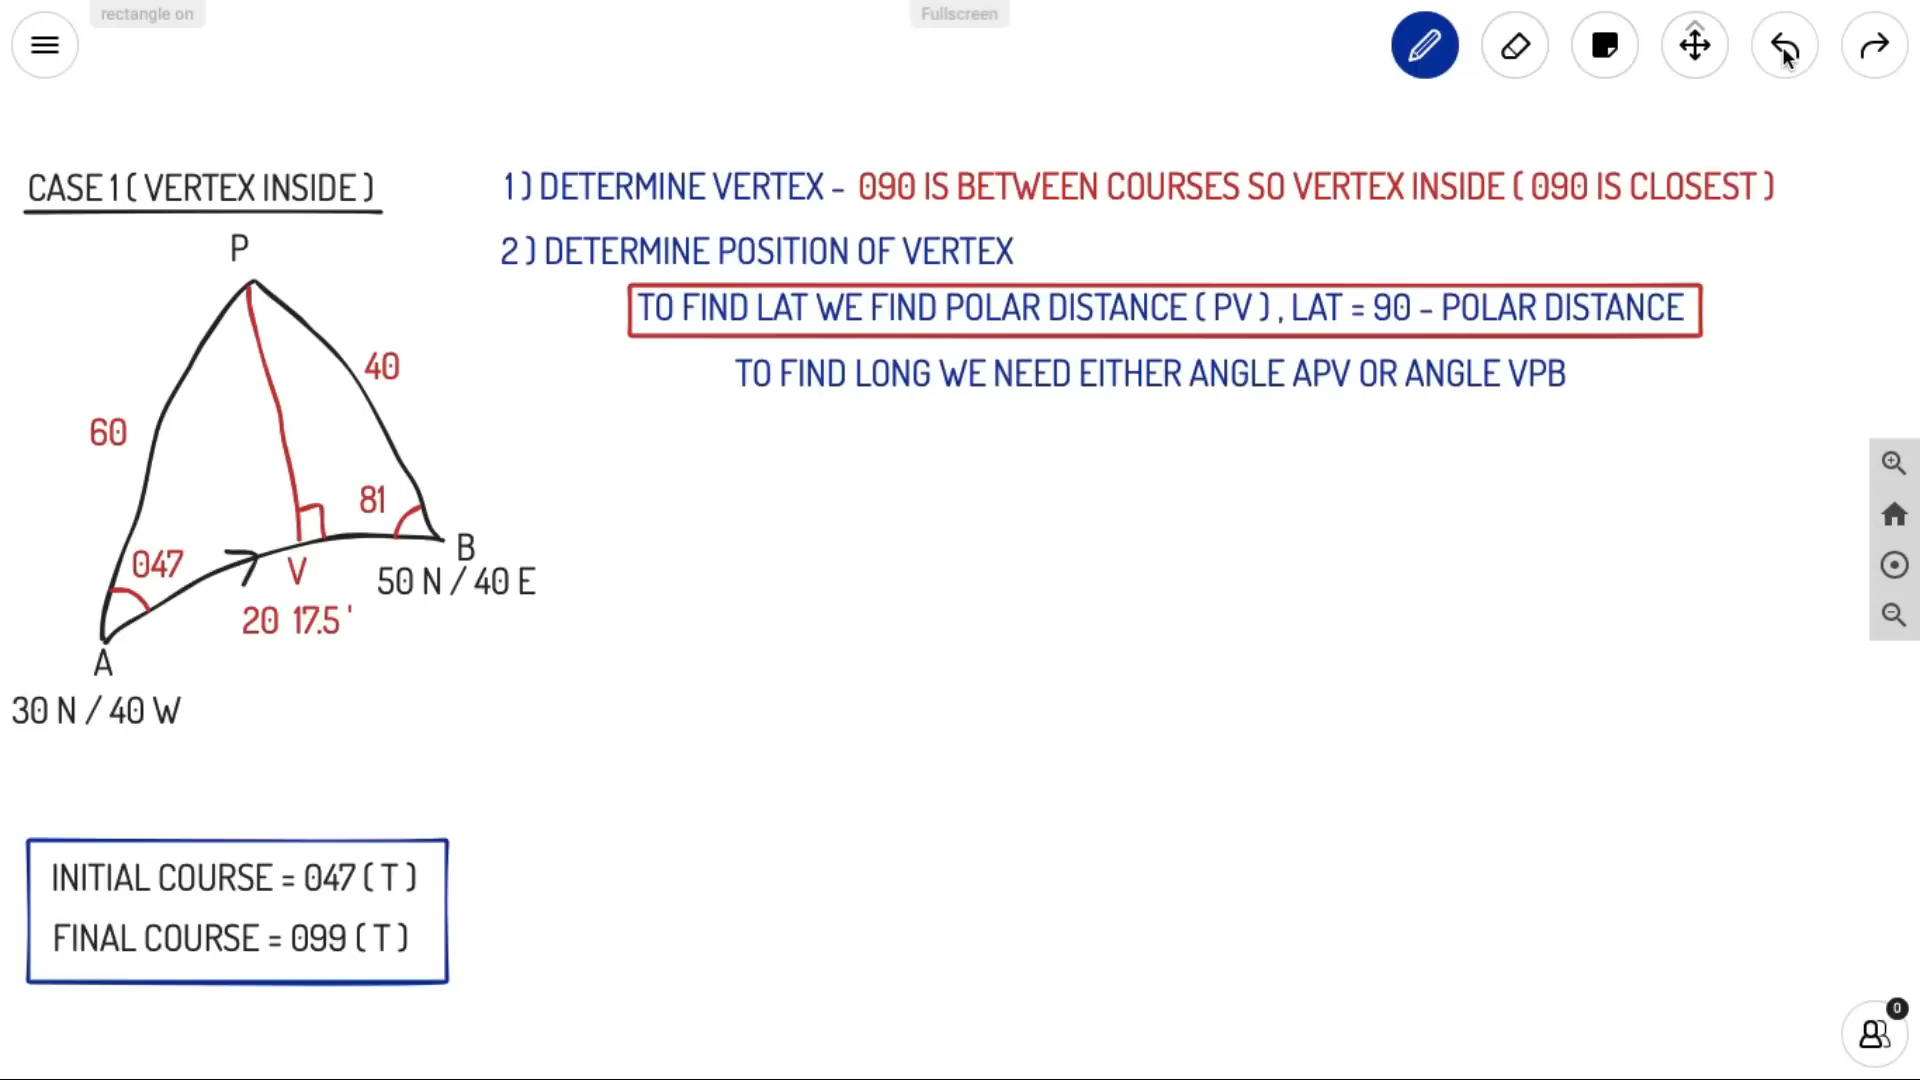 rectangle on
Fullscreen
CASE 1 ( VERTEX INSIDE )
1 ) DETERMINE VERTEX - 090 IS BETWEEN COURSES SO VERTEX INSIDE ( 090 IS CLOSEST )
2 ) DETERMINE POSITION OF VERTEX
TO FIND LAT WE FIND POLAR DISTANCE ( PV ) , LAT = 90 - POLAR DISTANCE
TO FIND LONG WE NEED EITHER ANGLE APV OR ANGLE VPB
P
40
60
81
047
V
B
50 N / 40 E
20 17.5 '
A
30 N / 40 W
INITIAL COURSE = 047 ( T )
FINAL COURSE = 099 ( T )
0